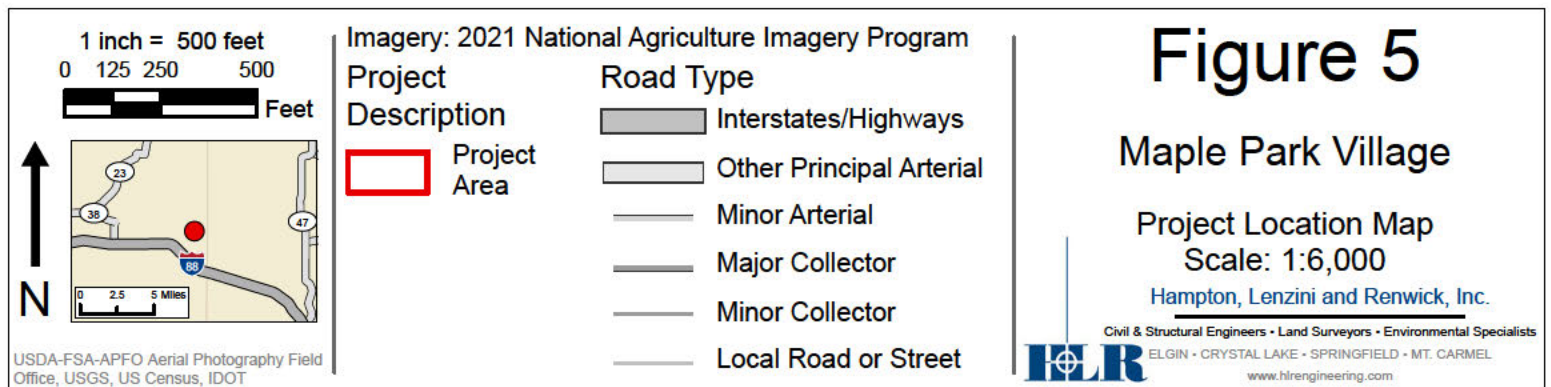 1 inch = 500 feet
0 125 250 500
Feet
23
38
47
88
0 2.5 5 Miles
N
USDA-FSA-APFO Aerial Photography Field
Office, USGS, US Census, IDOT
Imagery: 2021 National Agriculture Imagery Program
Project
Description
Project
Area
Road Type
Interstates/Highways
Other Principal Arterial
Minor Arterial
Major Collector
Minor Collector
Local Road or Street
Figure 5
Maple Park Village
Project Location Map
Scale: 1:6,000
Hampton, Lenzini and Renwick, Inc.
Civil & Structural Engineers • Land Surveyors • Environmental Specialists
HLR
ELGIN • CRYSTAL LAKE • SPRINGFIELD • MT. CARMEL
www.hlrengineering.com